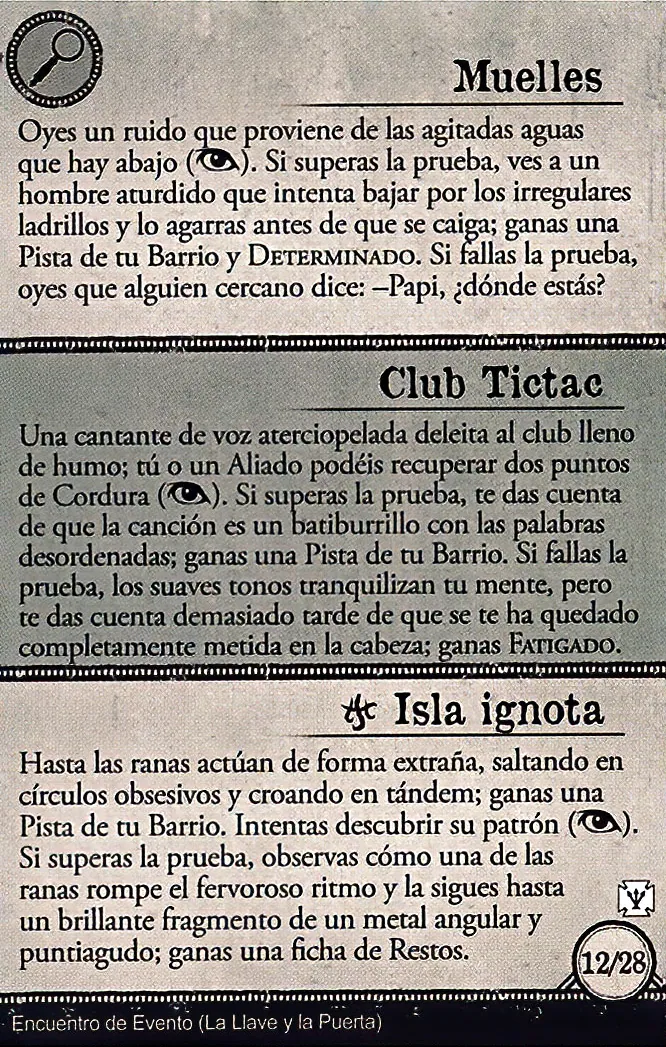 Muelles
Oyes un ruido que proviene de las agitadas aguas
que hay abajo (). Si superas la prueba, ves a un
hombre aturdido que intenta bajar por los irregulares
ladrillos y lo agarras antes de que se caiga; ganas una
Pista de tu Barrio y DETERMINADO. Si fallas la prueba,
oyes que alguien cercano dice: –Papi, ¿dónde estás?
Club Tictac
Una cantante de voz aterciopelada deleita al club lleno
de humo; tú o un Aliado podéis recuperar dos puntos
de Cordura (). Si superas la prueba, te das cuenta
de que la canción es un batiburrillo con las palabras
desordenadas; ganas una Pista de tu Barrio. Si fallas la
prueba, los suaves tonos tranquilizan tu mente, pero
te das cuenta demasiado tarde de que se te ha quedado
completamente metida en la cabeza; ganas FATIGADO.
Isla ignota
Hasta las ranas actúan de forma extraña, saltando en
círculos obsesivos y croando en tándem; ganas una
Pista de tu Barrio. Intentas descubrir su patrón ().
Si superas la prueba, observas cómo una de las
ranas rompe el fervoroso ritmo y la sigues hasta
un brillante fragmento de un metal angular y
puntiagudo; ganas una ficha de Restos.
12/28
Encuentro de Evento (La Llave y la Puerta)